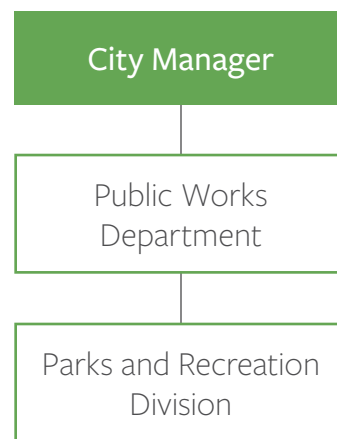 City Manager
Public Works
Department
Parks and Recreation
Division